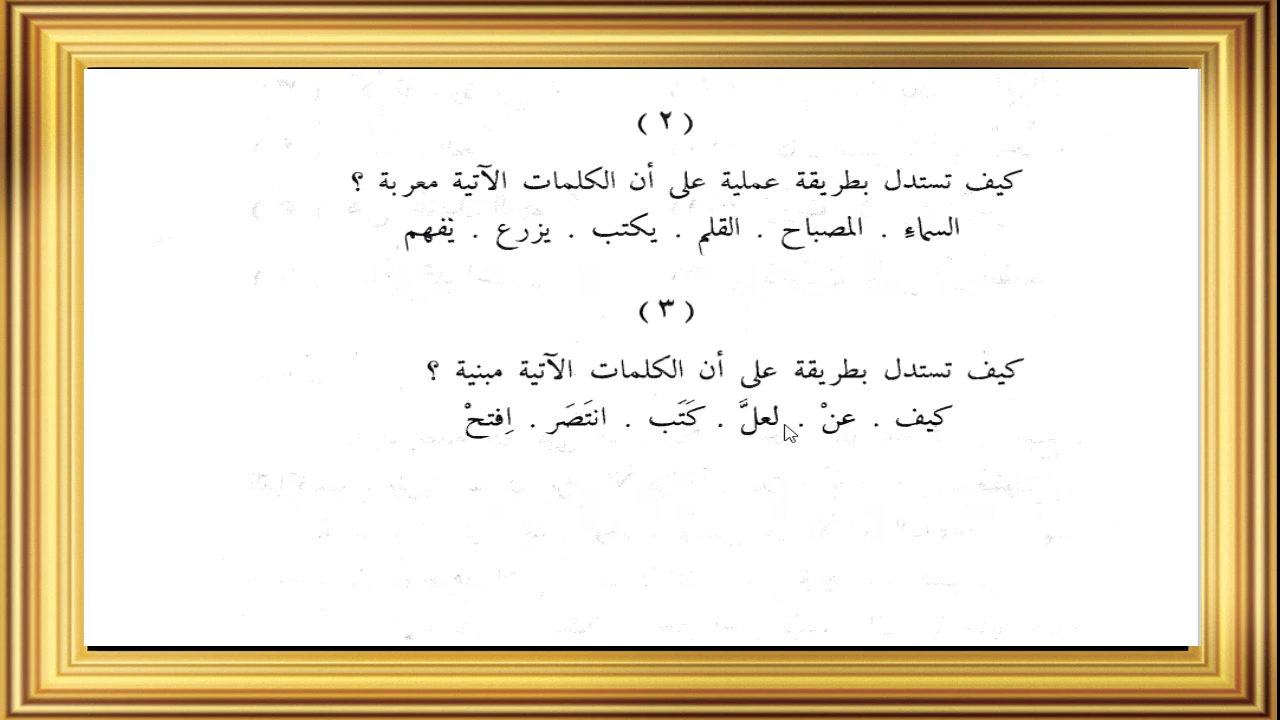 ( ٢ )
كيف تستدل بطريقة عملية على أن الكلمات الآتية معربة ؟
السماء . المصباح . القلم . يكتب . يزرع . يفهم
( ٣ )
كيف تستدل بطريقة على أن الكلمات الآتية مبنية ؟
كيف . عنْ . لعلَّ . كَتَب . انتَصَر . اِفتحْ